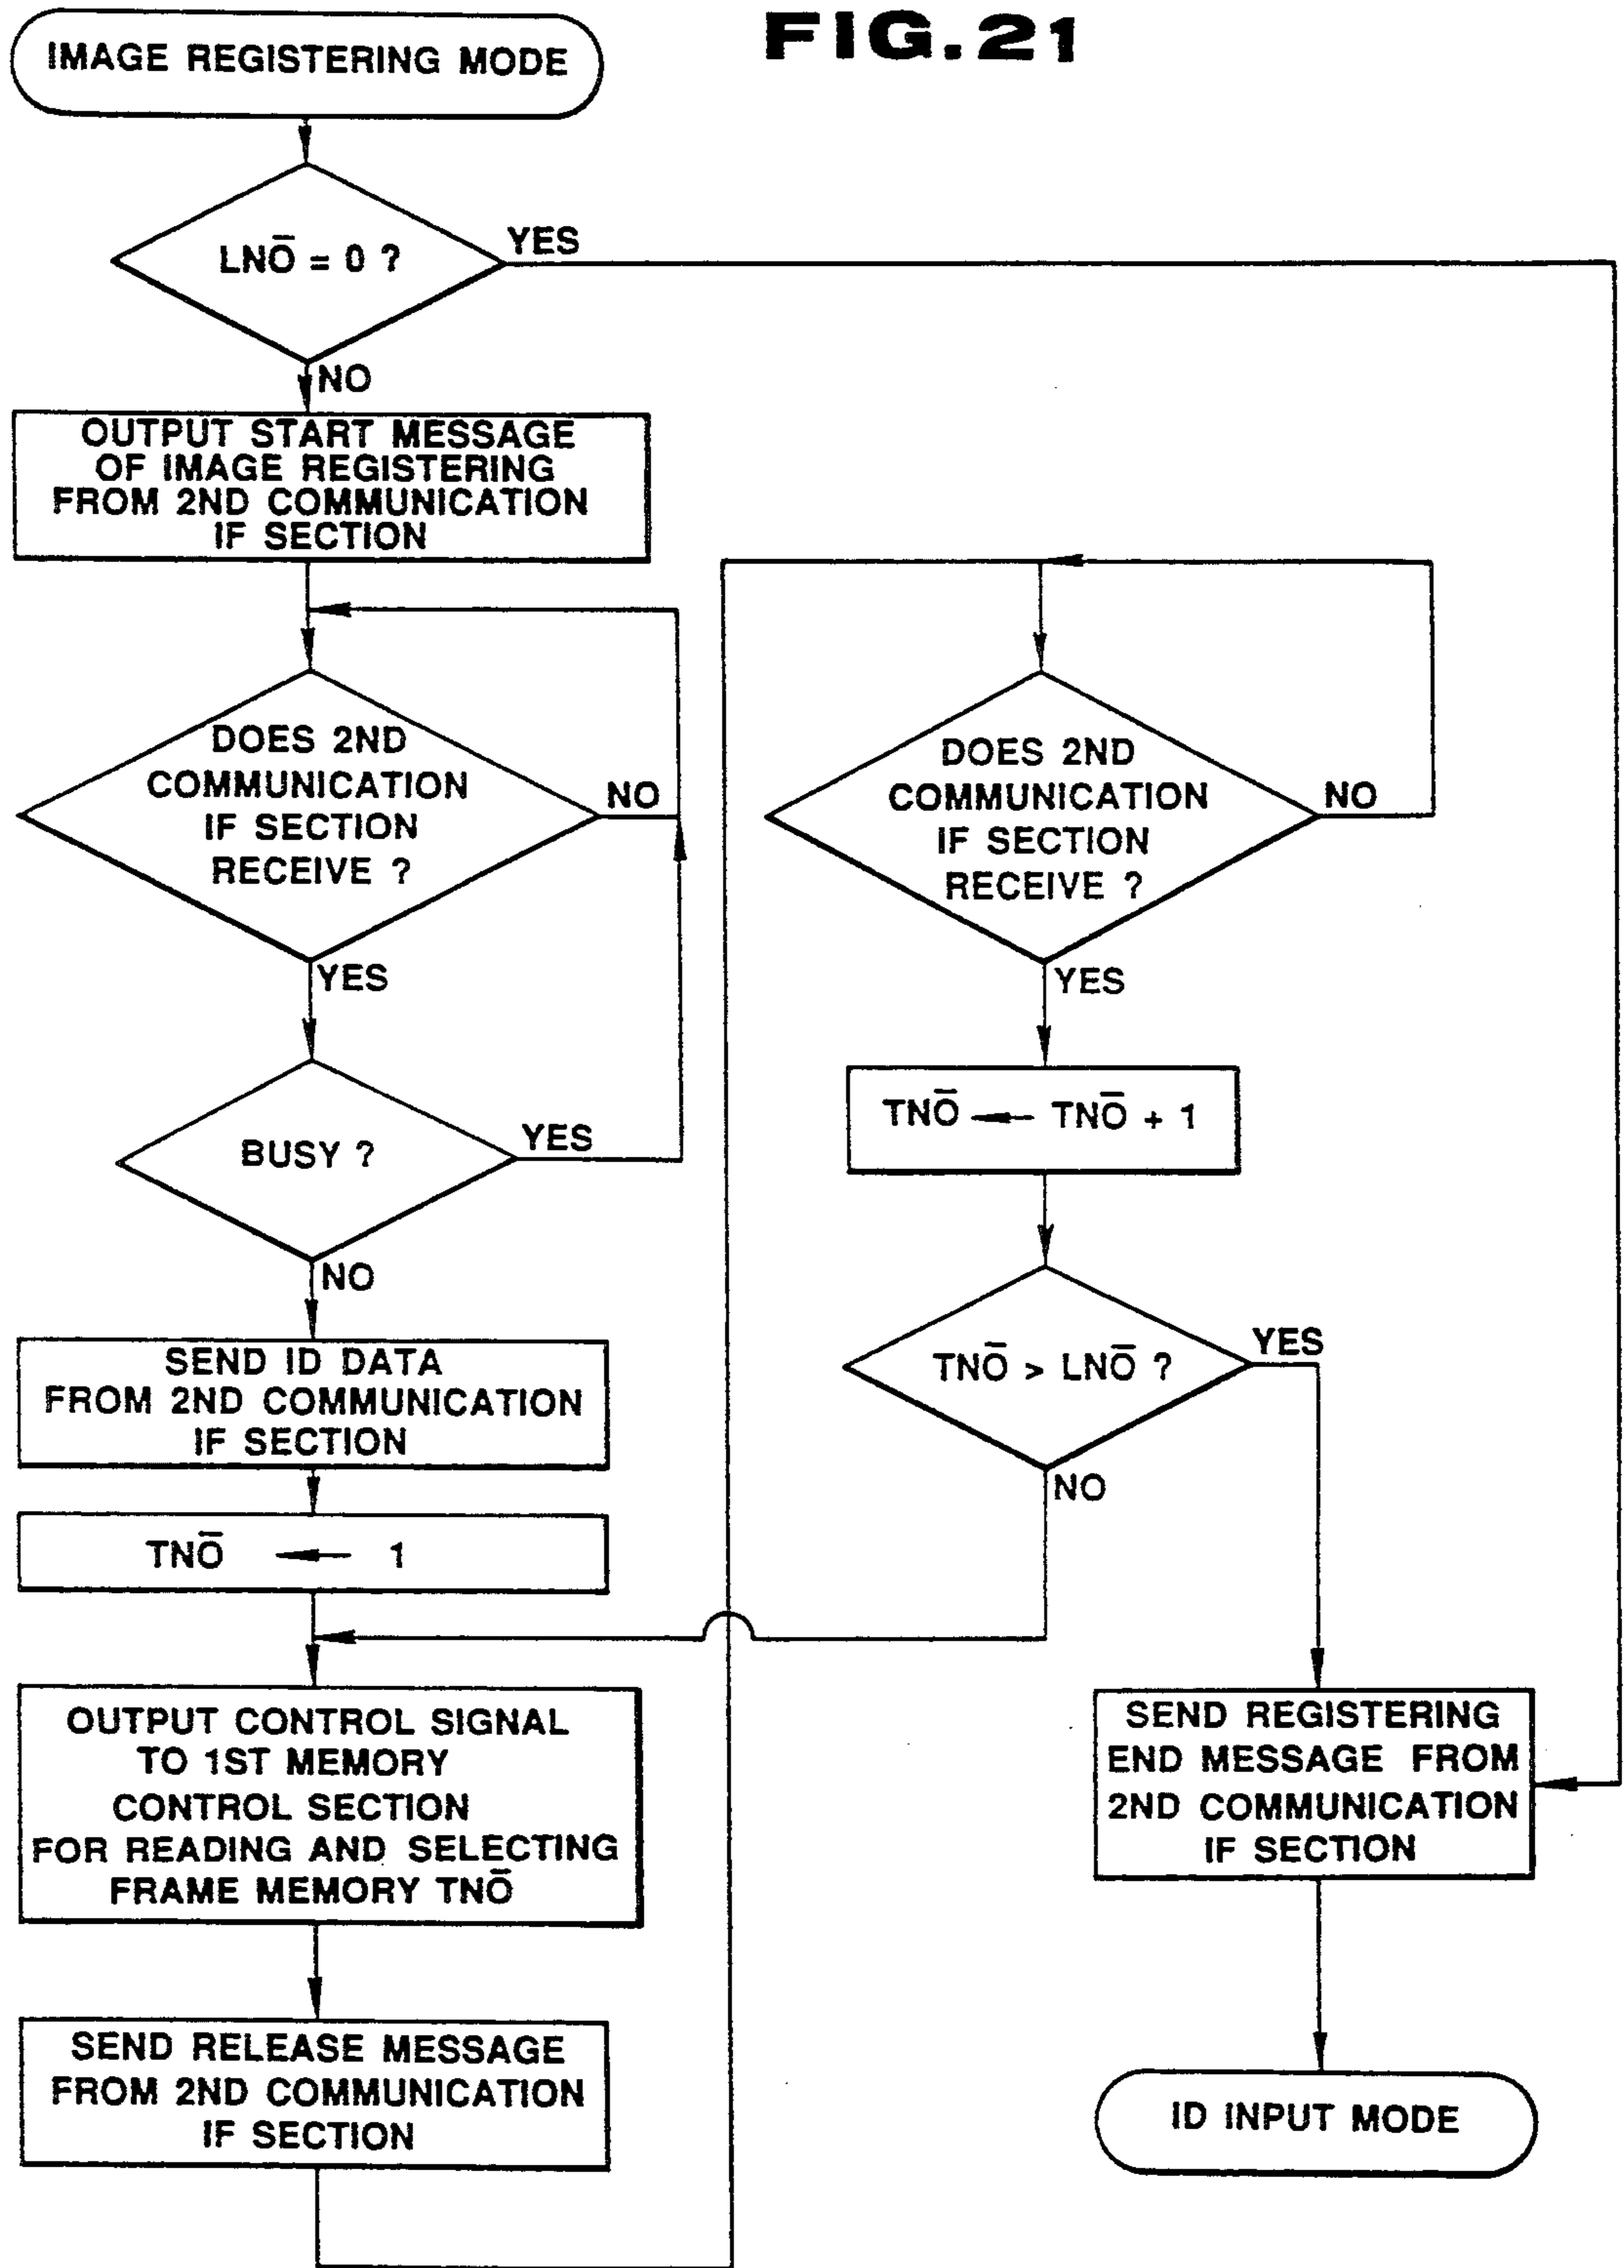 FIG.21
IMAGE REGISTERING MODE
LNŌ = 0 ?
YES
NO
OUTPUT START MESSAGE
OF IMAGE REGISTERING
FROM 2ND COMMUNICATION
IF SECTION
DOES 2ND
COMMUNICATION
IF SECTION
RECEIVE ?
NO
YES
BUSY ?
YES
NO
SEND ID DATA
FROM 2ND COMMUNICATION
IF SECTION
TNŌ ← 1
OUTPUT CONTROL SIGNAL
TO 1ST MEMORY
CONTROL SECTION
FOR READING AND SELECTING
FRAME MEMORY TNŌ
SEND RELEASE MESSAGE
FROM 2ND COMMUNICATION
IF SECTION
DOES 2ND
COMMUNICATION
IF SECTION
RECEIVE ?
NO
YES
TNŌ ← TNŌ + 1
TNŌ > LNŌ ?
YES
NO
SEND REGISTERING
END MESSAGE FROM
2ND COMMUNICATION
IF SECTION
ID INPUT MODE